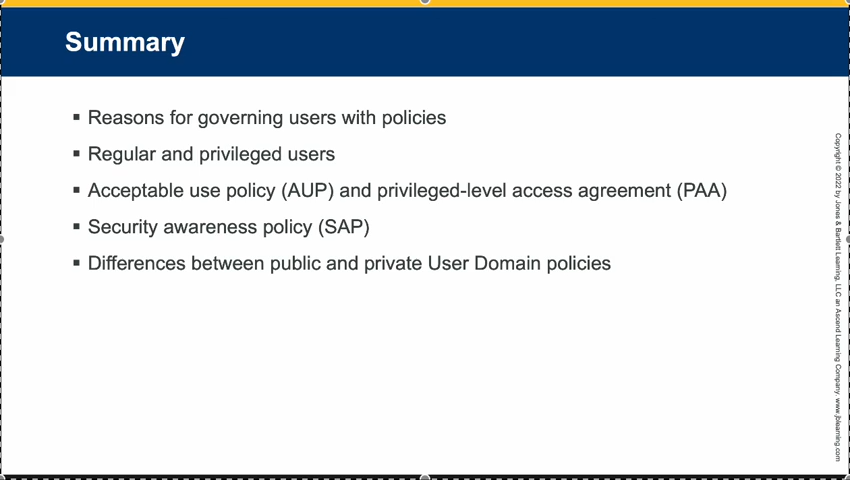 Summary
▪ Reasons for governing users with policies
▪ Regular and privileged users
▪ Acceptable use policy (AUP) and privileged-level access agreement (PAA)
▪ Security awareness policy (SAP)
▪ Differences between public and private User Domain policies
Copyright © 2022 by Jones & Bartlett Learning, LLC an Ascend Learning Company. www.jblearning.com